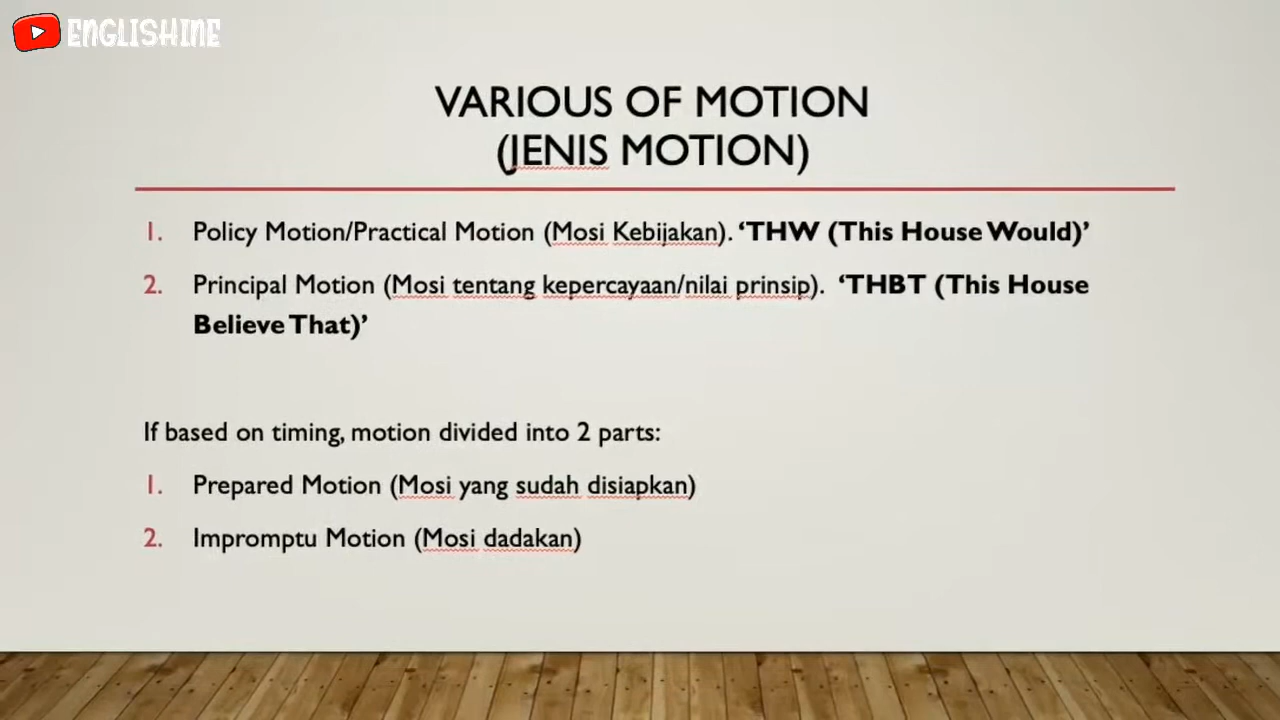 ENGLISHINE
VARIOUS OF MOTION
(JENIS MOTION)
1. Policy Motion/Practical Motion (Mosi Kebijakan). ‘THW (This House Would)’
2. Principal Motion (Mosi tentang kepercayaan/nilai prinsip). ‘THBT (This House
Believe That)’
If based on timing, motion divided into 2 parts:
1. Prepared Motion (Mosi yang sudah disiapkan)
2. Impromptu Motion (Mosi dadakan)